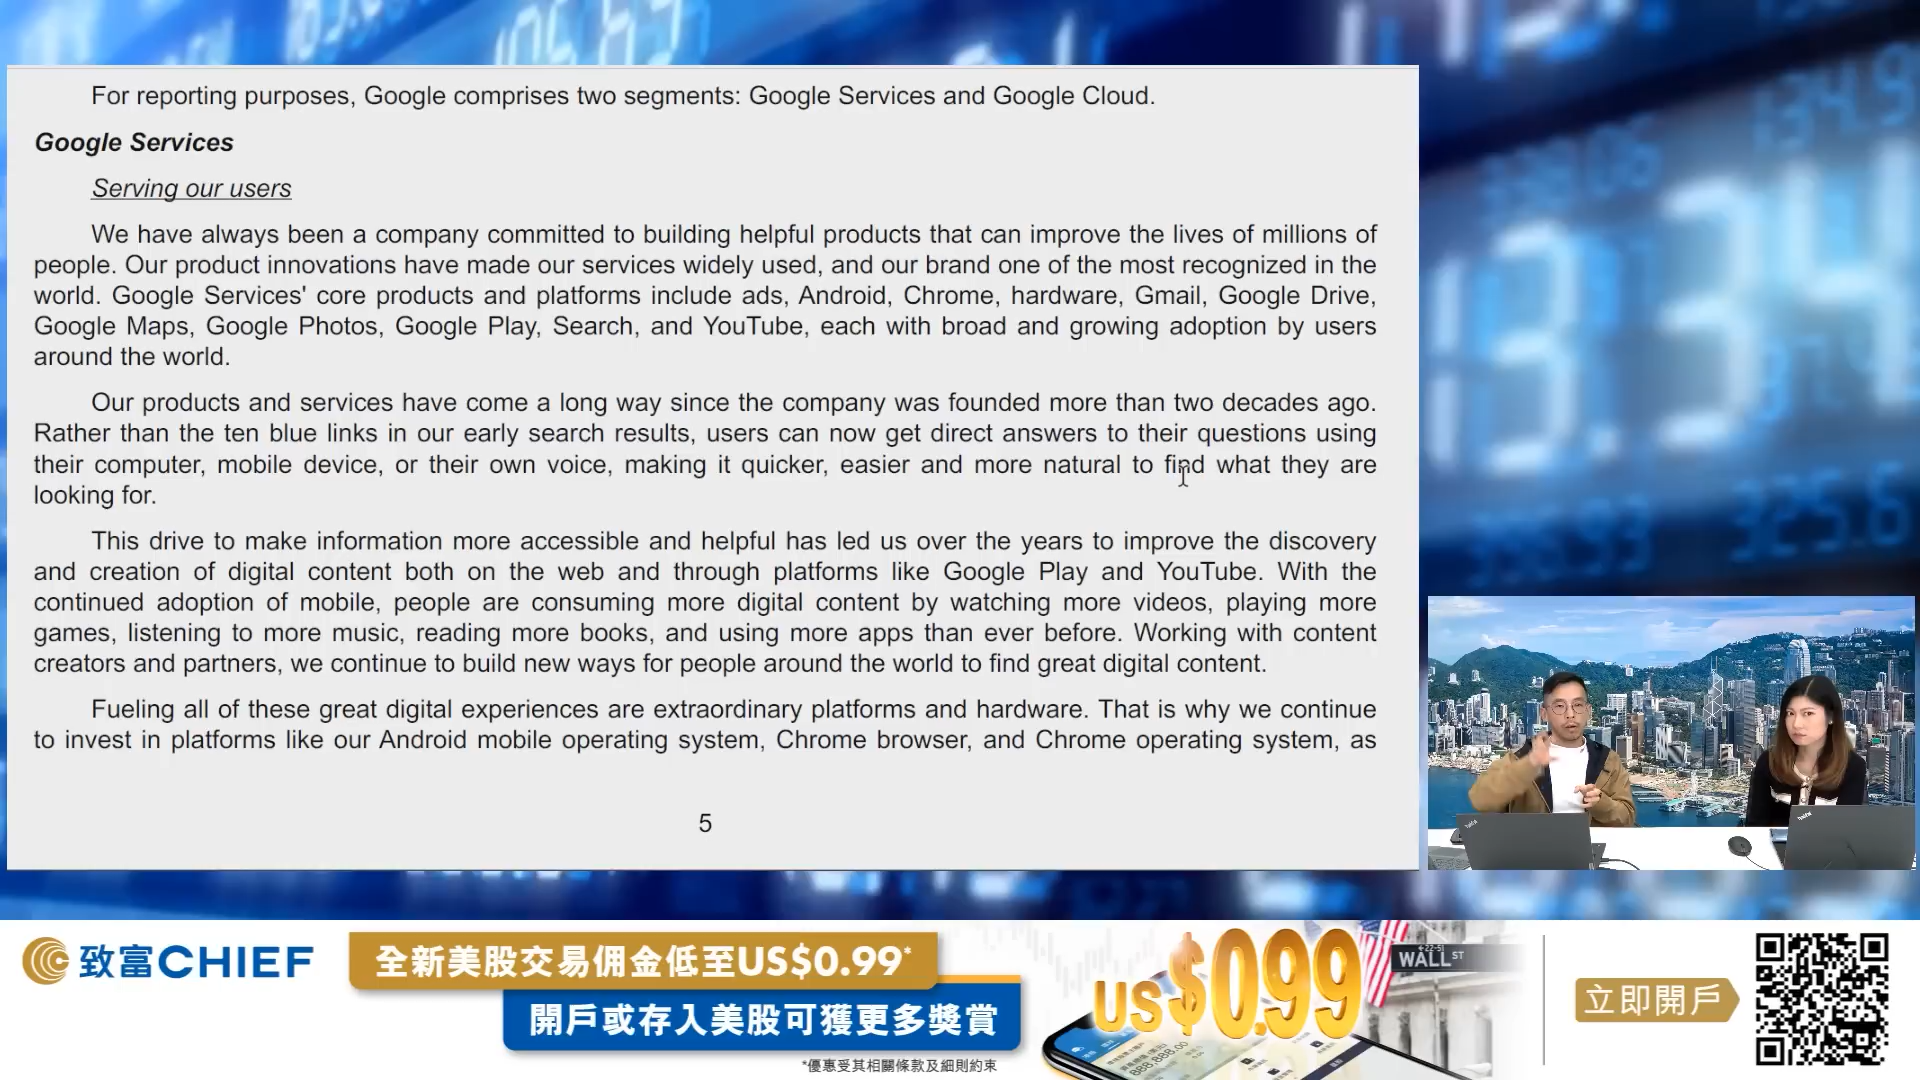 For reporting purposes, Google comprises two segments: Google Services and Google Cloud.
Google Services
Serving our users
We have always been a company committed to building helpful products that can improve the lives of millions of
people. Our product innovations have made our services widely used, and our brand one of the most recognized in the
world. Google Services' core products and platforms include ads, Android, Chrome, hardware, Gmail, Google Drive,
Google Maps, Google Photos, Google Play, Search, and YouTube, each with broad and growing adoption by users
around the world.
Our products and services have come a long way since the company was founded more than two decades ago.
Rather than the ten blue links in our early search results, users can now get direct answers to their questions using
their computer, mobile device, or their own voice, making it quicker, easier and more natural to find what they are
looking for.
This drive to make information more accessible and helpful has led us over the years to improve the discovery
and creation of digital content both on the web and through platforms like Google Play and YouTube. With the
continued adoption of mobile, people are consuming more digital content by watching more videos, playing more
games, listening to more music, reading more books, and using more apps than ever before. Working with content
creators and partners, we continue to build new ways for people around the world to find great digital content.
Fueling all of these great digital experiences are extraordinary platforms and hardware. That is why we continue
to invest in platforms like our Android mobile operating system, Chrome browser, and Chrome operating system, as
5
13.34
325.6
致富CHIEF
全新美股交易佣金低至US$0.99*
開戶或存入美股可獲更多獎賞
*優惠受其相關條款及細則約束
US$0.99
WALL ST
立即開戶